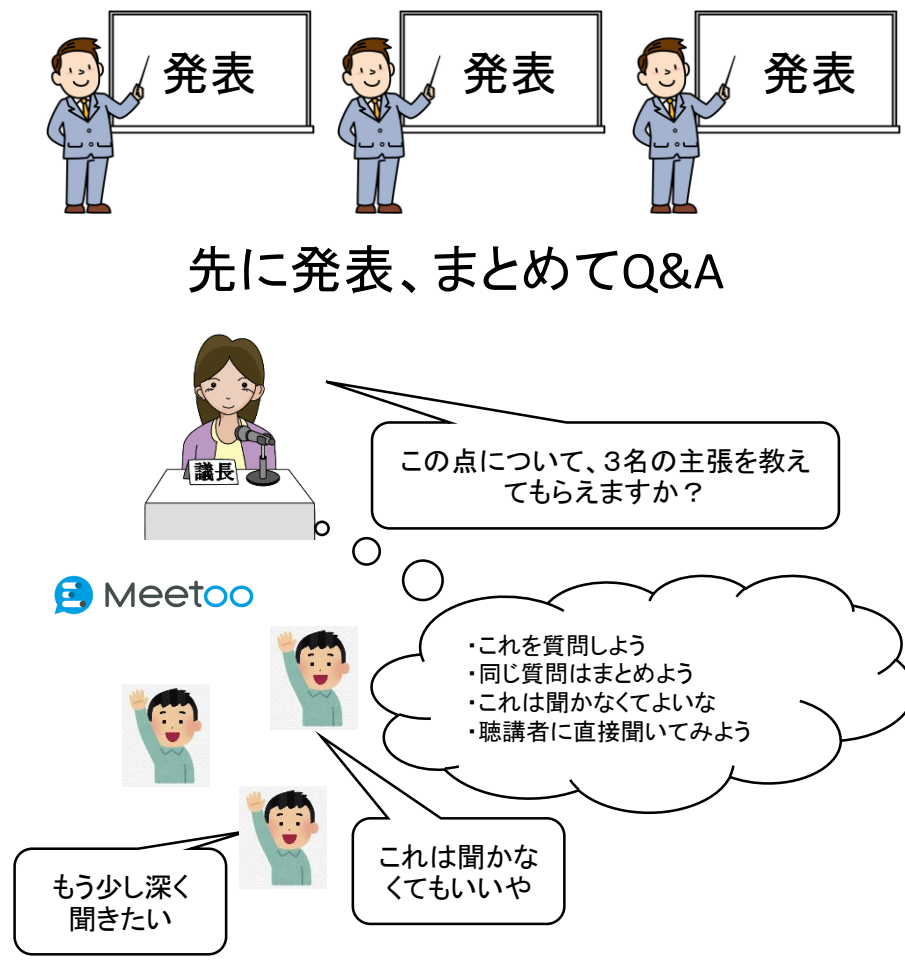 発表
発表
発表
先に発表、まとめてQ&A
この点について、3名の主張を教え
てもらえますか？
議長
Meetoo
・これを質問しよう
・同じ質問はまとめよう
・これは聞かなくてよいな
・聴講者に直接聞いてみよう
これは聞かな
くてもいいや
もう少し深く
聞きたい